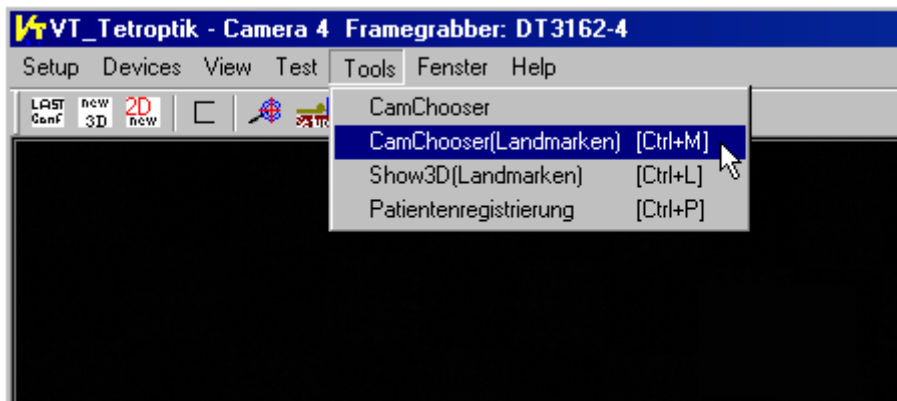 VT_Tetroptik - Camera 4 Framegrabber: DT3162-4
Setup Devices View Test Tools Fenster Help
LAST Conf new 3D 2D new
CamChooser
CamChooser(Landmarken) [Ctrl+M]
Show3D(Landmarken) [Ctrl+L]
Patientenregistrierung [Ctrl+P]